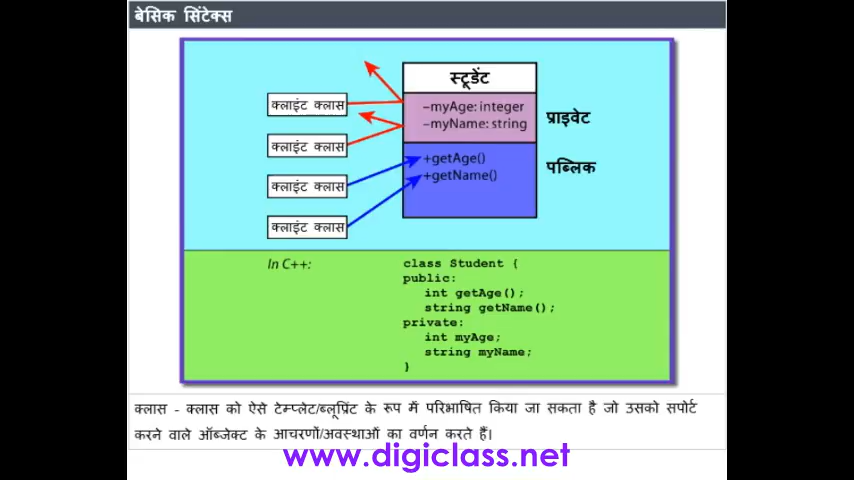 बेसिक सिंटेक्स
स्टूडेंट
क्लाइंट क्लास
–myAge: integer
–myName: string
प्राइवेट
क्लाइंट क्लास
+getAge()
+getName()
पब्लिक
क्लाइंट क्लास
क्लाइंट क्लास
In C++:
class Student {
public:
int getAge();
string getName();
private:
int myAge;
string myName;
}
क्लास - क्लास को ऐसे टेम्प्लेट/ब्लूप्रिंट के रूप में परिभाषित किया जा सकता है जो उसको सपोर्ट
करने वाले ऑब्जेक्ट के आचरणों/अवस्थाओं का वर्णन करते हैं।
www.digiclass.net